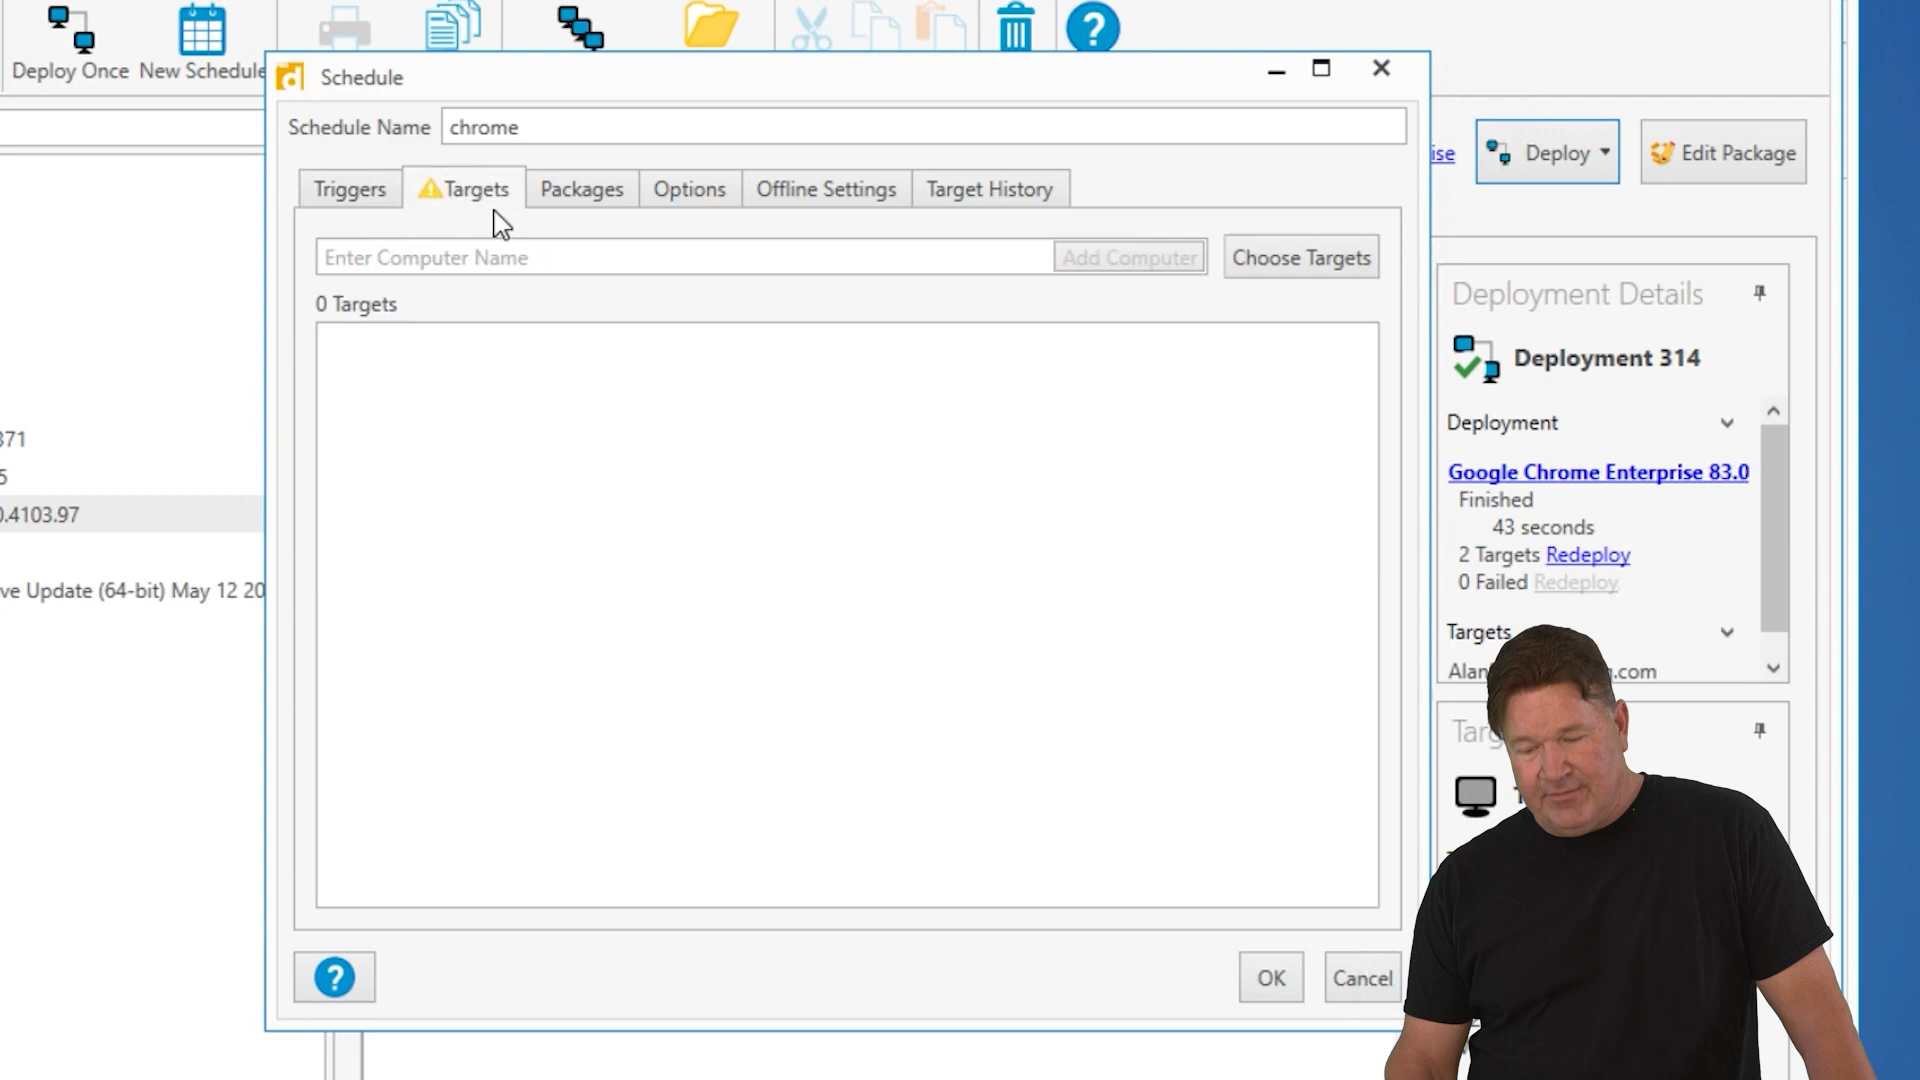 Deploy Once
New Schedule
?
Schedule
Schedule Name
chrome
Triggers
Targets
Packages
Options
Offline Settings
Target History
Enter Computer Name
Add Computer
Choose Targets
0 Targets
OK
Cancel
?
ise
Deploy
Edit Package
Deployment Details
Deployment 314
Deployment
Google Chrome Enterprise 83.0
Finished
43 seconds
2 Targets Redeploy
0 Failed Redeploy
Targets
.com
371
5
0.4103.97
ve Update (64-bit) May 12 20